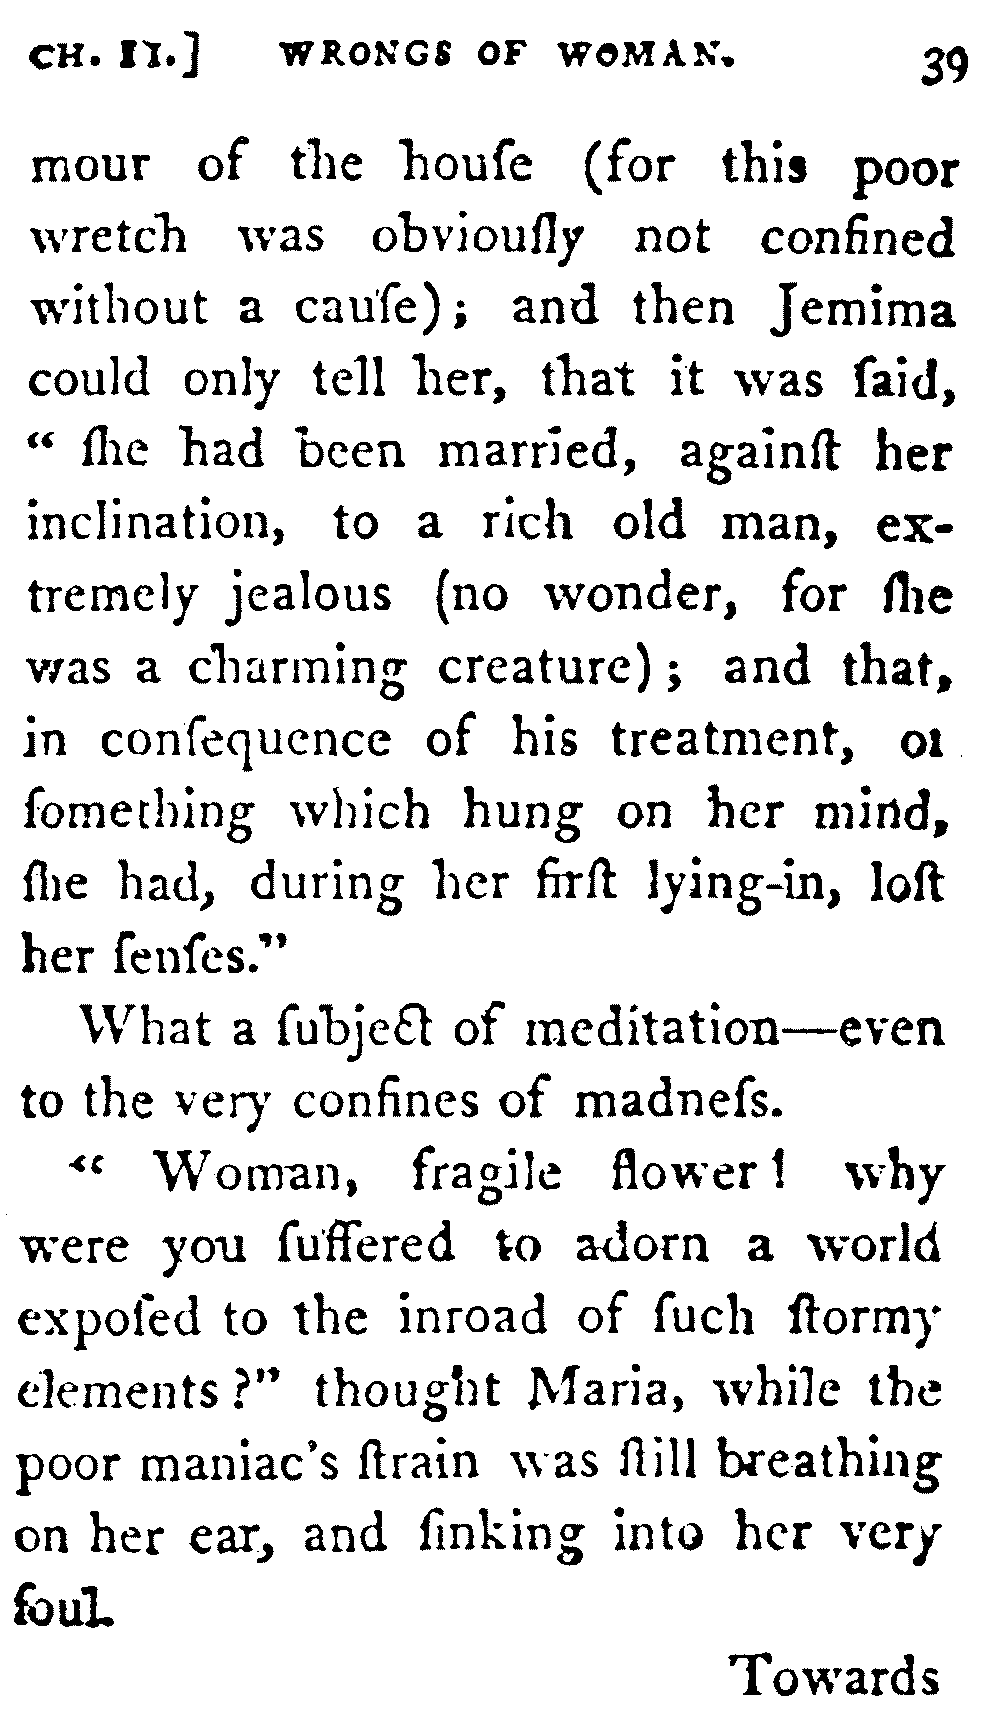 CH. II.] WRONGS OF WOMAN. 39
mour of the houſe (for this poor
wretch was obviouſly not confined
without a cauſe); and then Jemima
could only tell her, that it was ſaid,
“ ſhe had been married, againſt her
inclination, to a rich old man, ex-
tremely jealous (no wonder, for ſhe
was a charming creature); and that,
in conſequence of his treatment, or
ſomething which hung on her mind,
ſhe had, during her firſt lying-in, loſt
her ſenſes.”
What a ſubject of meditation—even
to the very confines of madneſs.
“ Woman, fragile flower! why
were you ſuffered to adorn a world
expoſed to the inroad of ſuch ſtormy
elements?” thought Maria, while the
poor maniac's ſtrain was ſtill breathing
on her ear, and ſinking into her very
ſoul.
Towards